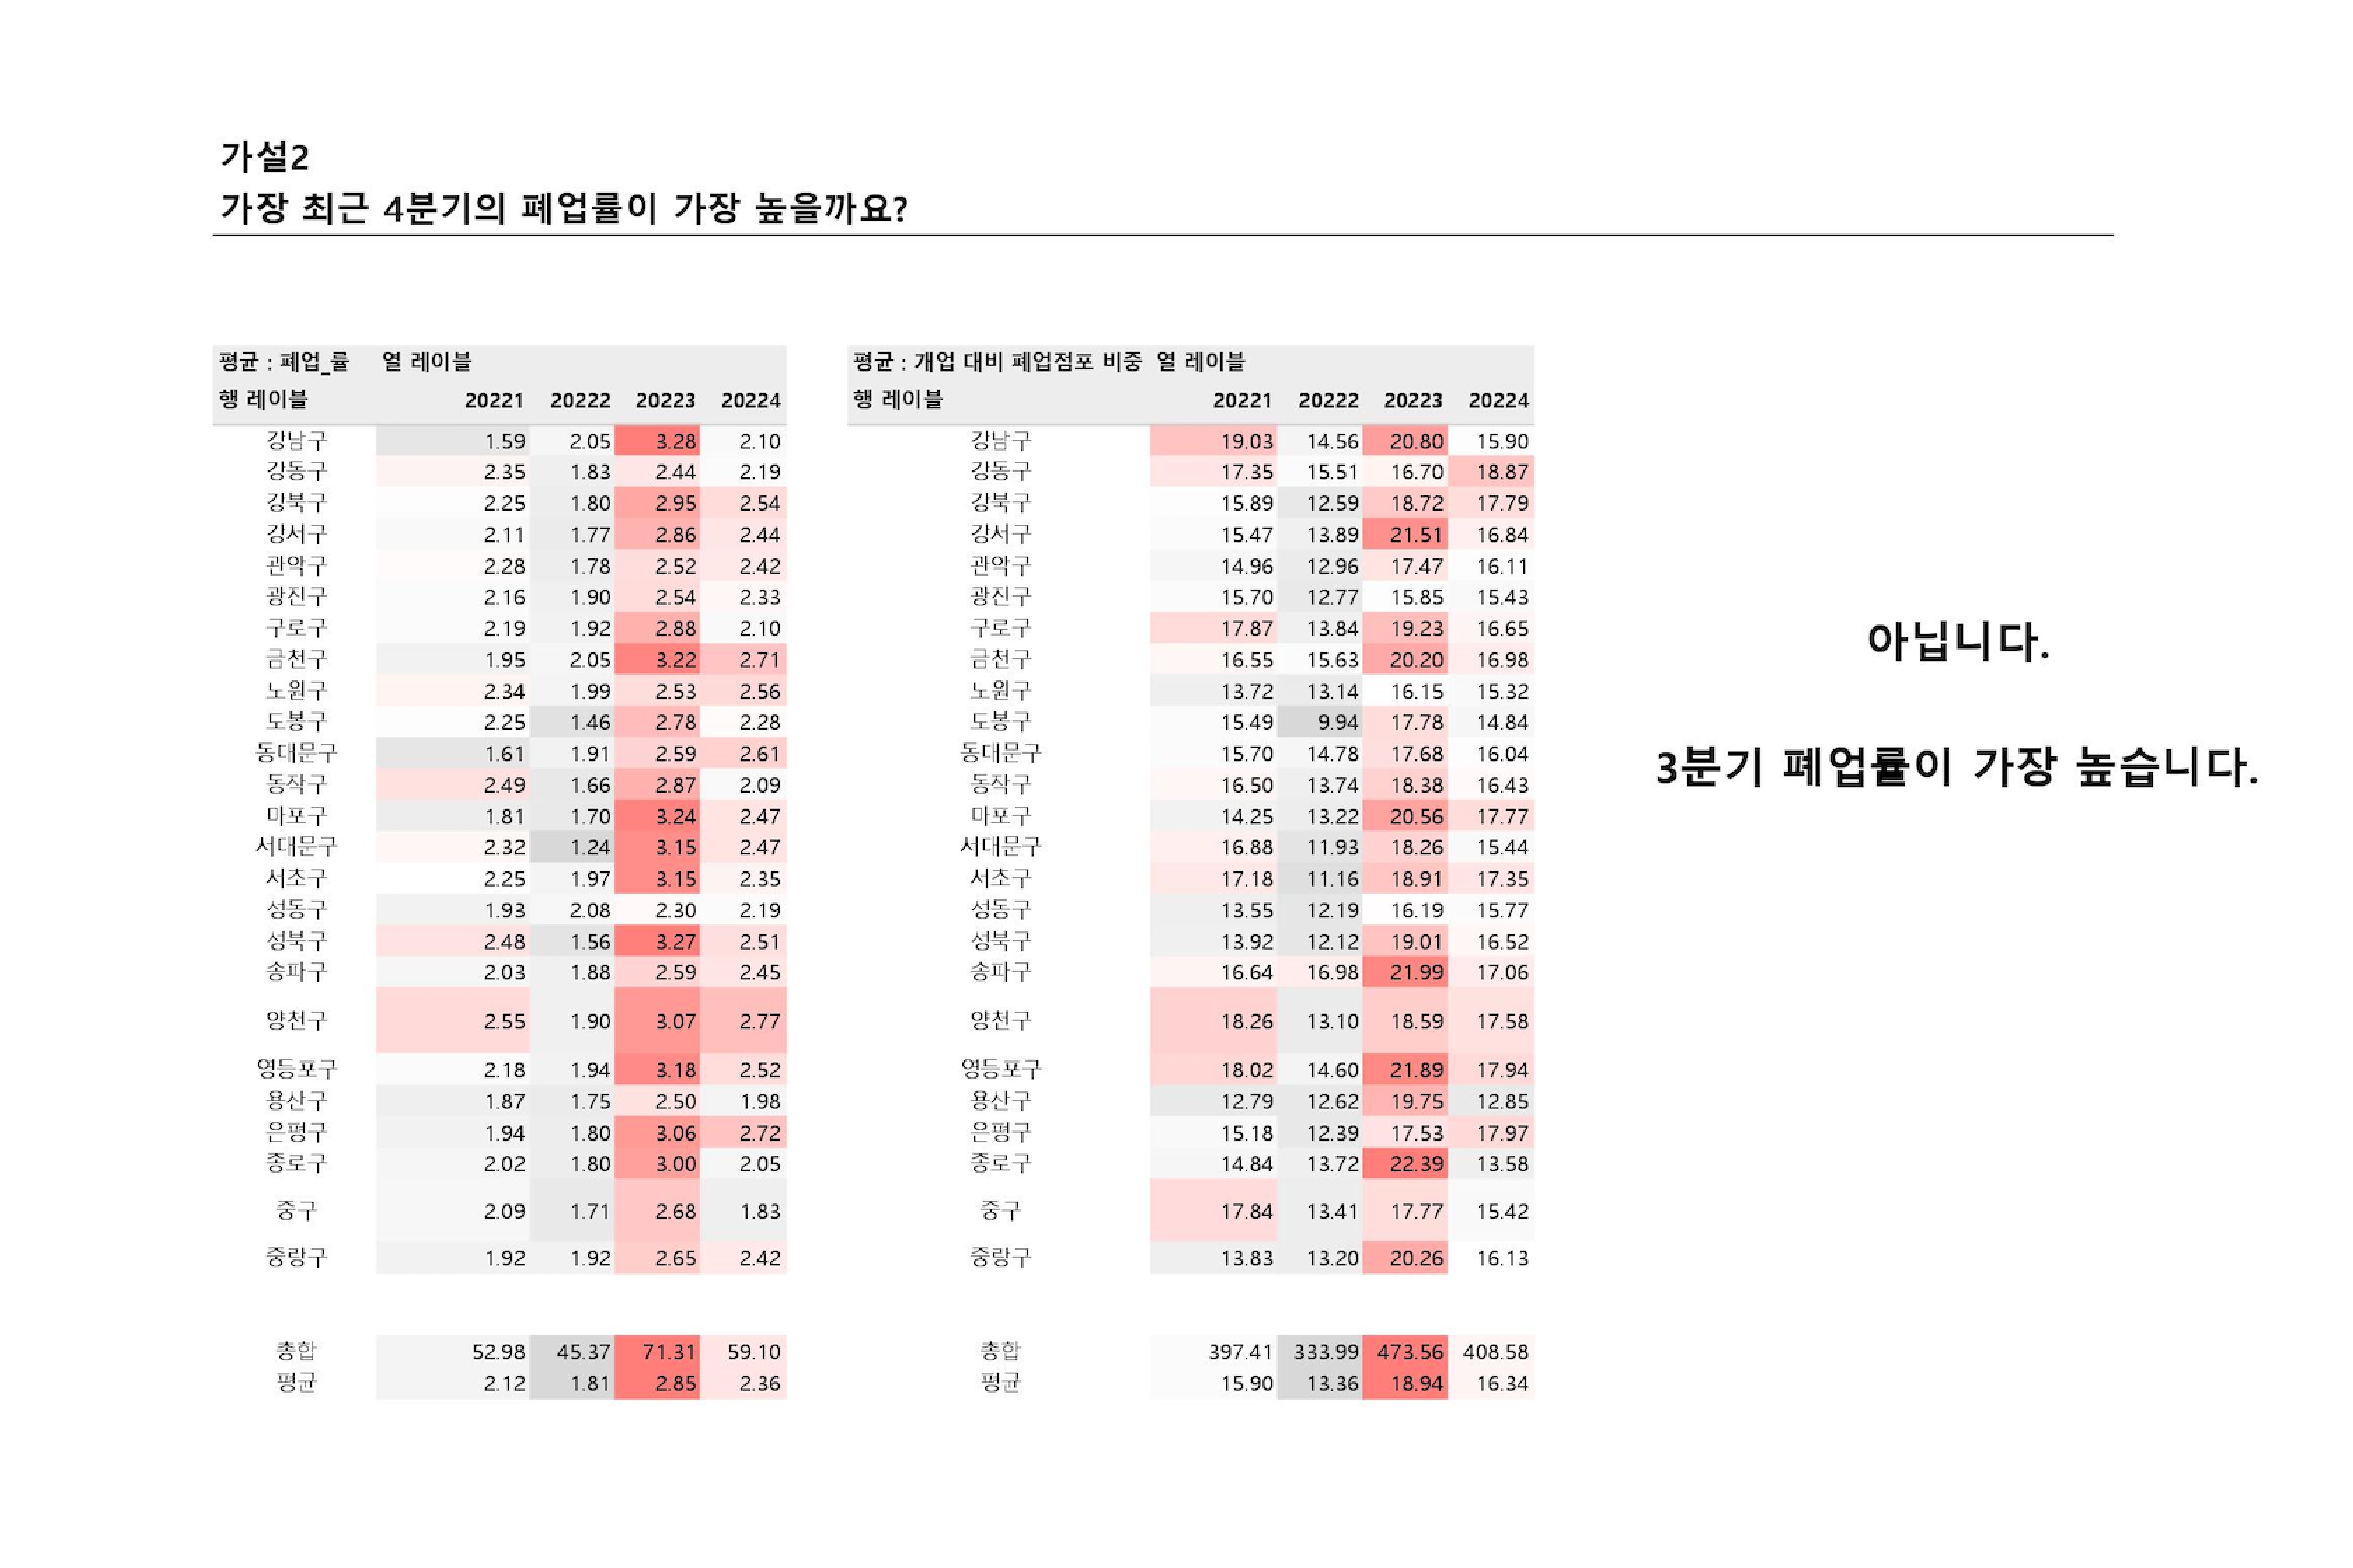 가설2
가장 최근 4분기의 폐업률이 가장 높을까요?
평균 : 폐업_률 열 레이블
행 레이블 20221 20222 20223 20224
강남구 1.59 2.05 3.28 2.10
강동구 2.35 1.83 2.44 2.19
강북구 2.25 1.80 2.95 2.54
강서구 2.11 1.77 2.86 2.44
관악구 2.28 1.78 2.52 2.42
광진구 2.16 1.90 2.54 2.33
구로구 2.19 1.92 2.88 2.10
금천구 1.95 2.05 3.22 2.71
노원구 2.34 1.99 2.53 2.56
도봉구 2.25 1.46 2.78 2.28
동대문구 1.61 1.91 2.59 2.61
동작구 2.49 1.66 2.87 2.09
마포구 1.81 1.70 3.24 2.47
서대문구 2.32 1.24 3.15 2.47
서초구 2.25 1.97 3.15 2.35
성동구 1.93 2.08 2.30 2.19
성북구 2.48 1.56 3.27 2.51
송파구 2.03 1.88 2.59 2.45
양천구 2.55 1.90 3.07 2.77
영등포구 2.18 1.94 3.18 2.52
용산구 1.87 1.75 2.50 1.98
은평구 1.94 1.80 3.06 2.72
종로구 2.02 1.80 3.00 2.05
중구 2.09 1.71 2.68 1.83
중랑구 1.92 1.92 2.65 2.42
총합 52.98 45.37 71.31 59.10
평균 2.12 1.81 2.85 2.36
평균 : 개업 대비 폐업점포 비중 열 레이블
행 레이블 20221 20222 20223 20224
강남구 19.03 14.56 20.80 15.90
강동구 17.35 15.51 16.70 18.87
강북구 15.89 12.59 18.72 17.79
강서구 15.47 13.89 21.51 16.84
관악구 14.96 12.96 17.47 16.11
광진구 15.70 12.77 15.85 15.43
구로구 17.87 13.84 19.23 16.65
금천구 16.55 15.63 20.20 16.98
노원구 13.72 13.14 16.15 15.32
도봉구 15.49 9.94 17.78 14.84
동대문구 15.70 14.78 17.68 16.04
동작구 16.50 13.74 18.38 16.43
마포구 14.25 13.22 20.56 17.77
서대문구 16.88 11.93 18.26 15.44
서초구 17.18 11.16 18.91 17.35
성동구 13.55 12.19 16.19 15.77
성북구 13.92 12.12 19.01 16.52
송파구 16.64 16.98 21.99 17.06
양천구 18.26 13.10 18.59 17.58
영등포구 18.02 14.60 21.89 17.94
용산구 12.79 12.62 19.75 12.85
은평구 15.18 12.39 17.53 17.97
종로구 14.84 13.72 22.39 13.58
중구 17.84 13.41 17.77 15.42
중랑구 13.83 13.20 20.26 16.13
총합 397.41 333.99 473.56 408.58
평균 15.90 13.36 18.94 16.34
아닙니다.
3분기 폐업률이 가장 높습니다.